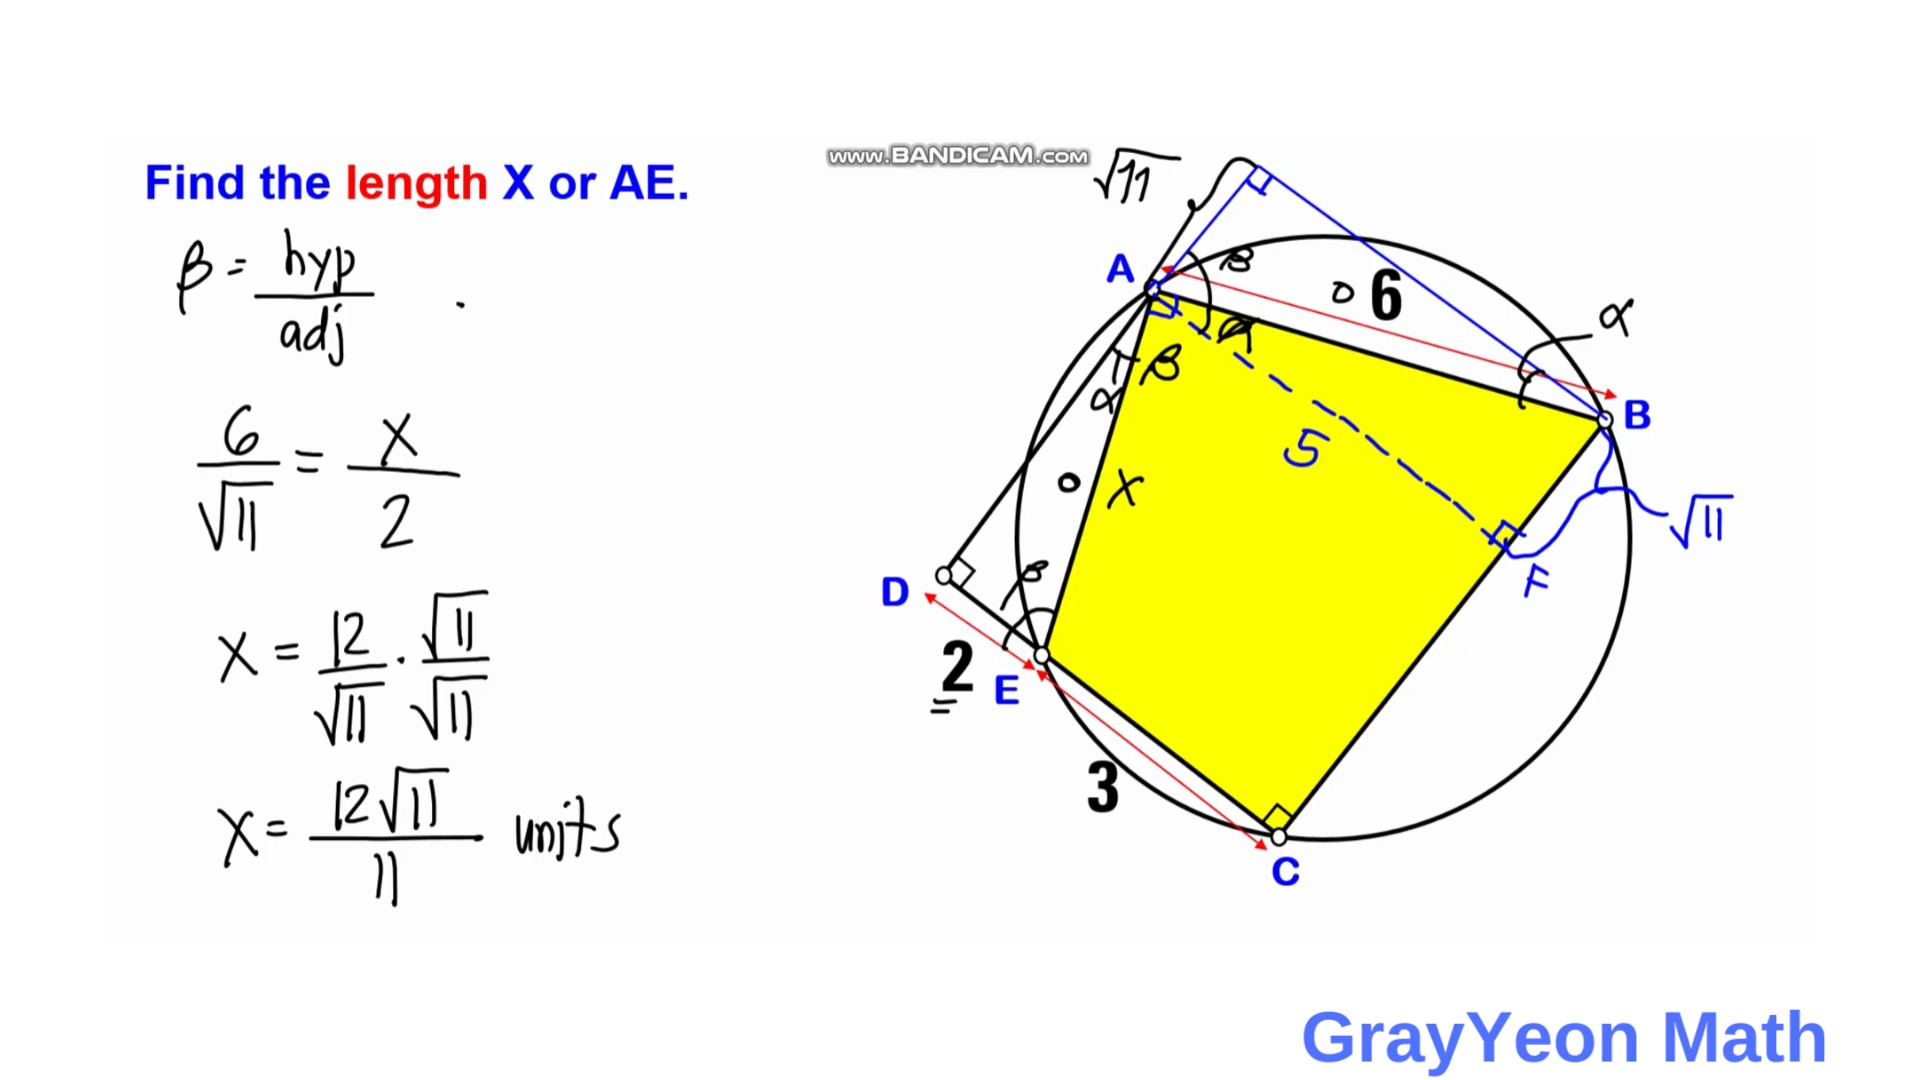 www.BANDICAM.com
Find the length X or AE.
β = hyp/adj
6/√11 = x/2
x = 12/√11 · √11/√11
x = 12√11/11 units
√11
A
β
6
α
α
β
α
B
5
x
√11
D
β
F
2
E
3
C
GrayYeon Math